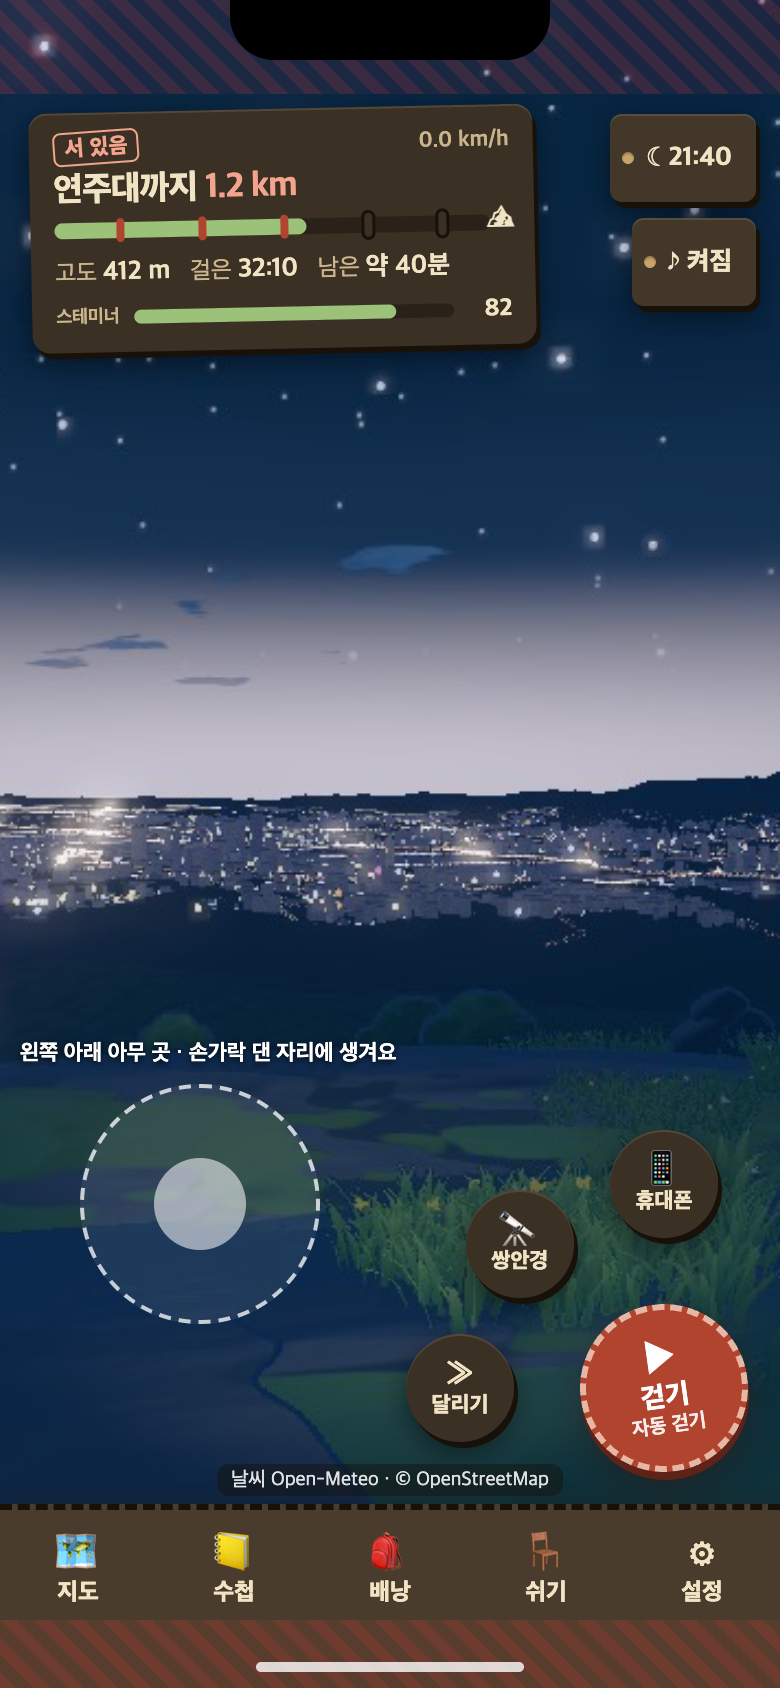 서 있음
0.0 km/h
연주대까지 1.2 km
고도 412 m 걸은 32:10 남은 약 40분
스테미너 82
☾ 21:40
♪ 켜짐
왼쪽 아래 아무 곳 · 손가락 댄 자리에 생겨요
휴대폰
쌍안경
달리기
걷기
자동 걷기
날씨 Open-Meteo · © OpenStreetMap
지도 수첩 배낭 쉬기 설정